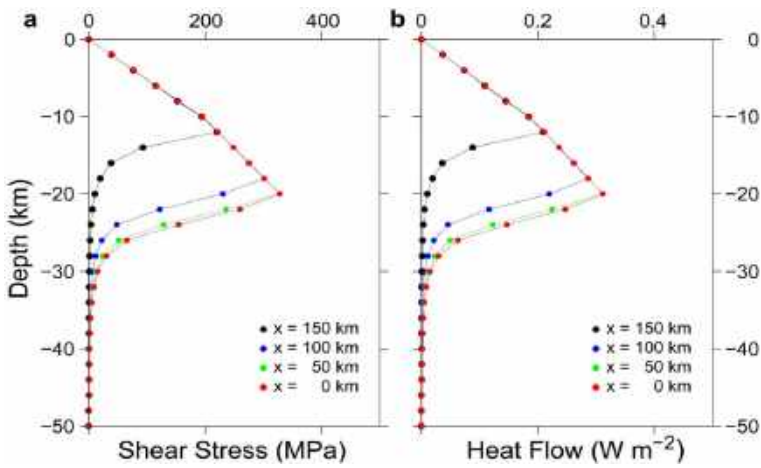 a
0
200
400
b
0
0.2
0.4
0
−10
−20
−30
−40
−50
0
−10
−20
−30
−40
−50
Depth (km)
x = 150 km
x = 100 km
x = 50 km
x = 0 km
x = 150 km
x = 100 km
x = 50 km
x = 0 km
Shear Stress (MPa)
Heat Flow (W m⁻²)